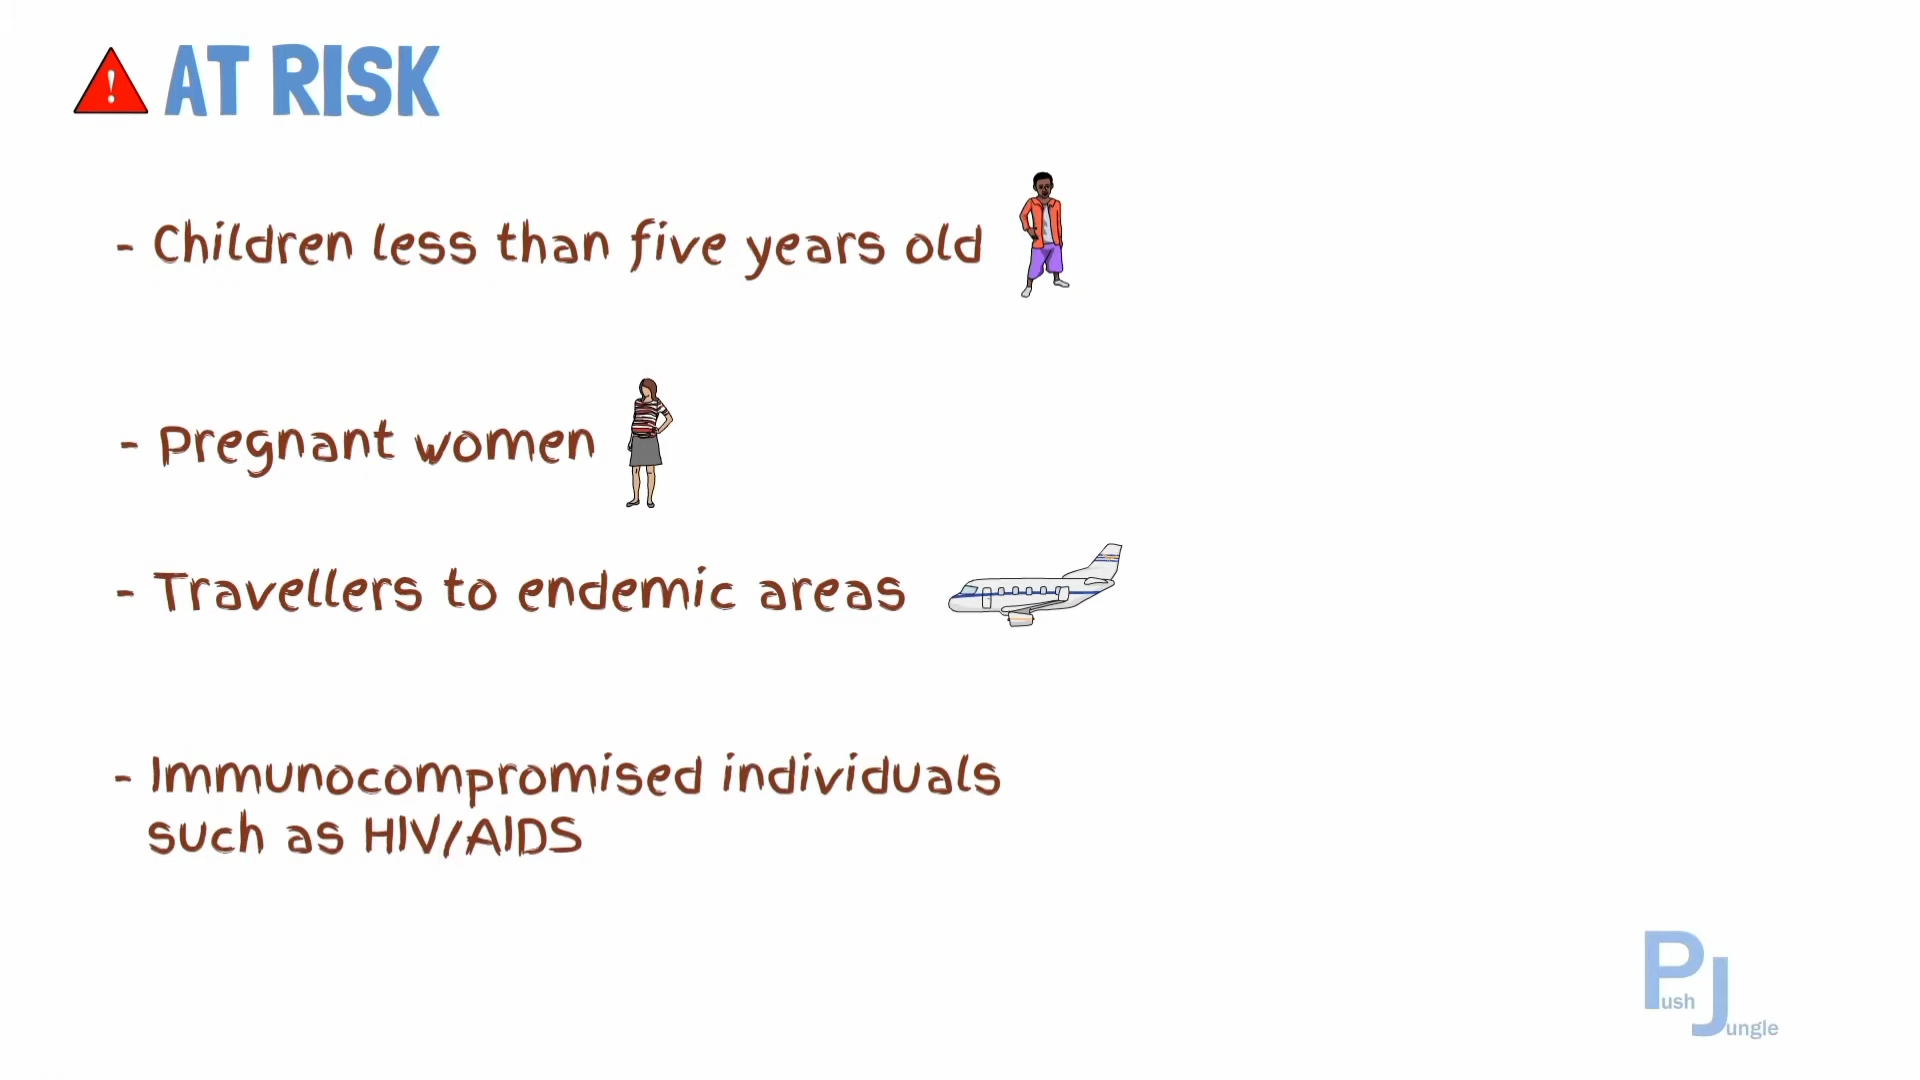 ! AT RISK
- Children less than five years old
- Pregnant women
- Travellers to endemic areas
- Immunocompromised individuals
such as HIV/AIDS
Push
Jungle